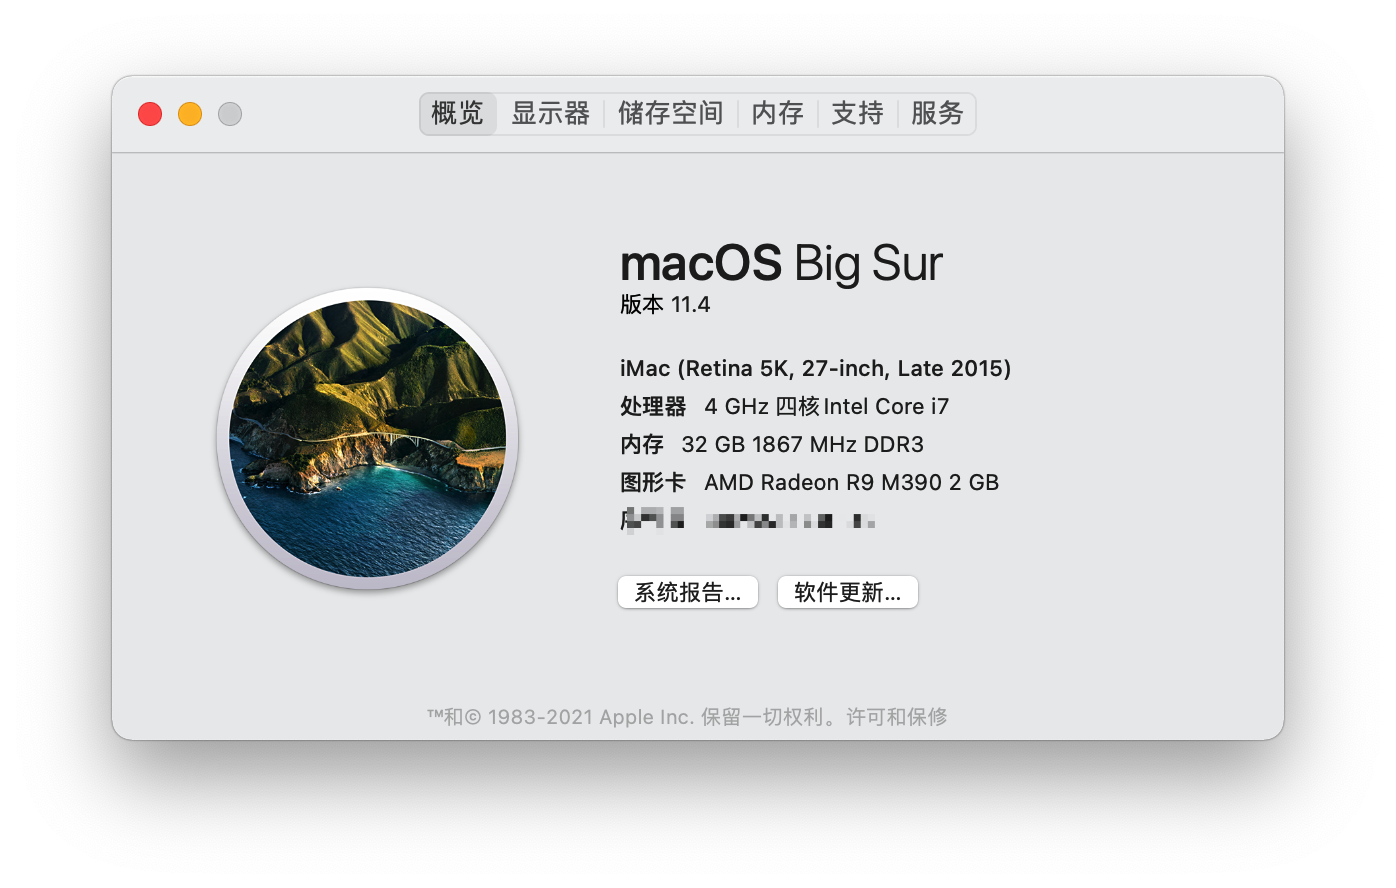 概览 显示器 储存空间 内存 支持 服务
macOS Big Sur
版本 11.4
iMac (Retina 5K, 27-inch, Late 2015)
处理器 4 GHz 四核Intel Core i7
内存 32 GB 1867 MHz DDR3
图形卡 AMD Radeon R9 M390 2 GB
系统报告... 软件更新...
™和© 1983-2021 Apple Inc. 保留一切权利。许可和保修